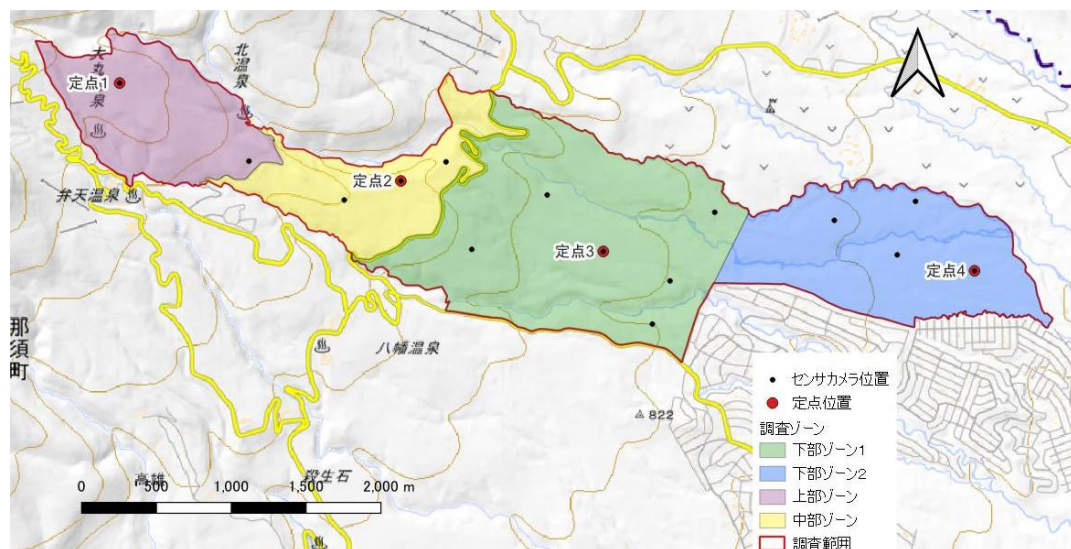 大丸温泉
定点1
北温泉
弁天温泉
定点2
定点3
定点4
那須町
八幡温泉
822
高雄
段生石
0 500 1,000 1,500 2,000 m
センサカメラ位置
定点位置
調査ゾーン
下部ゾーン1
下部ゾーン2
上部ゾーン
中部ゾーン
調査範囲